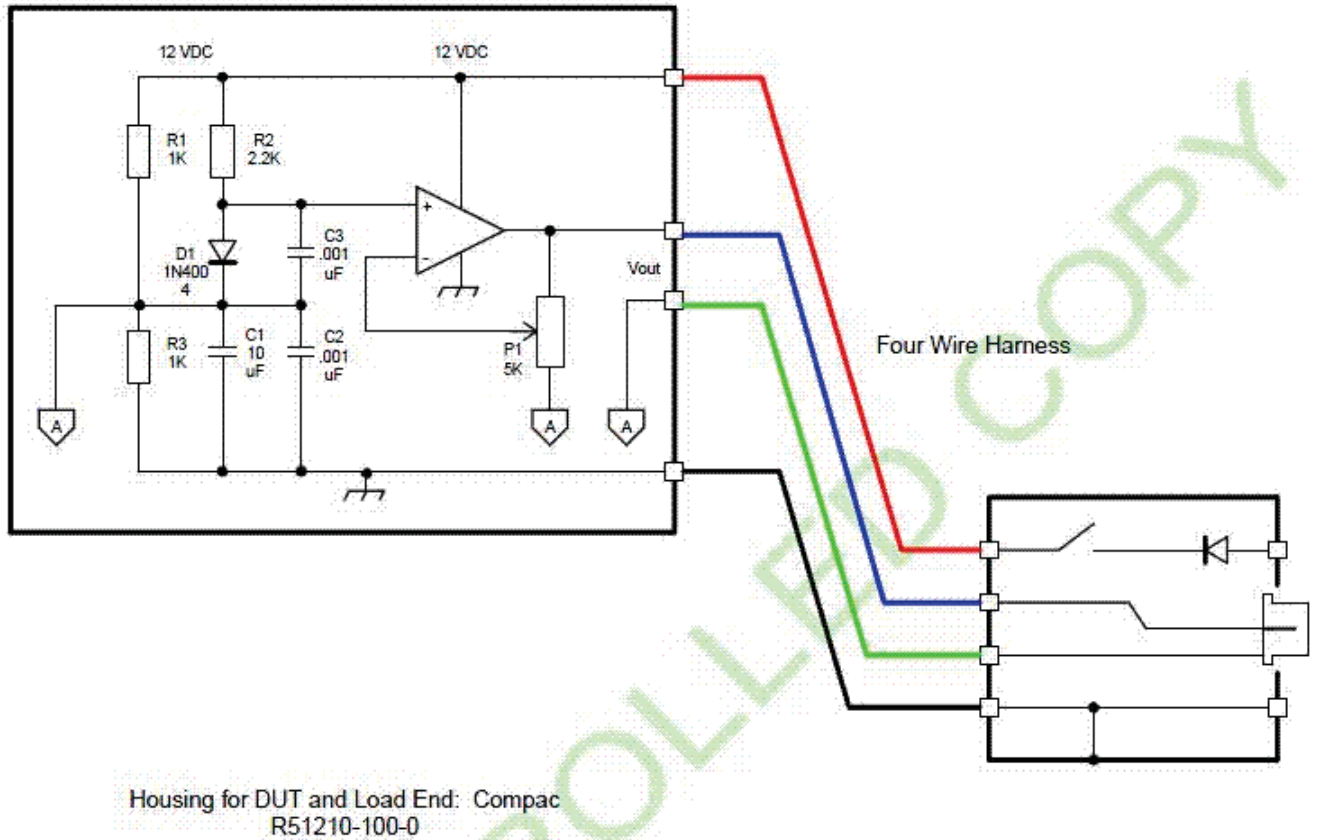 12 VDC
12 VDC
R1
1K
R2
2.2K
+
-
D1
1N400
4
C3
.001
uF
Vout
R3
1K
C1
10
uF
C2
.001
uF
P1
5K
A
A
A
Four Wire Harness
ROLLED COPY
Housing for DUT and Load End: Compac
R51210-100-0